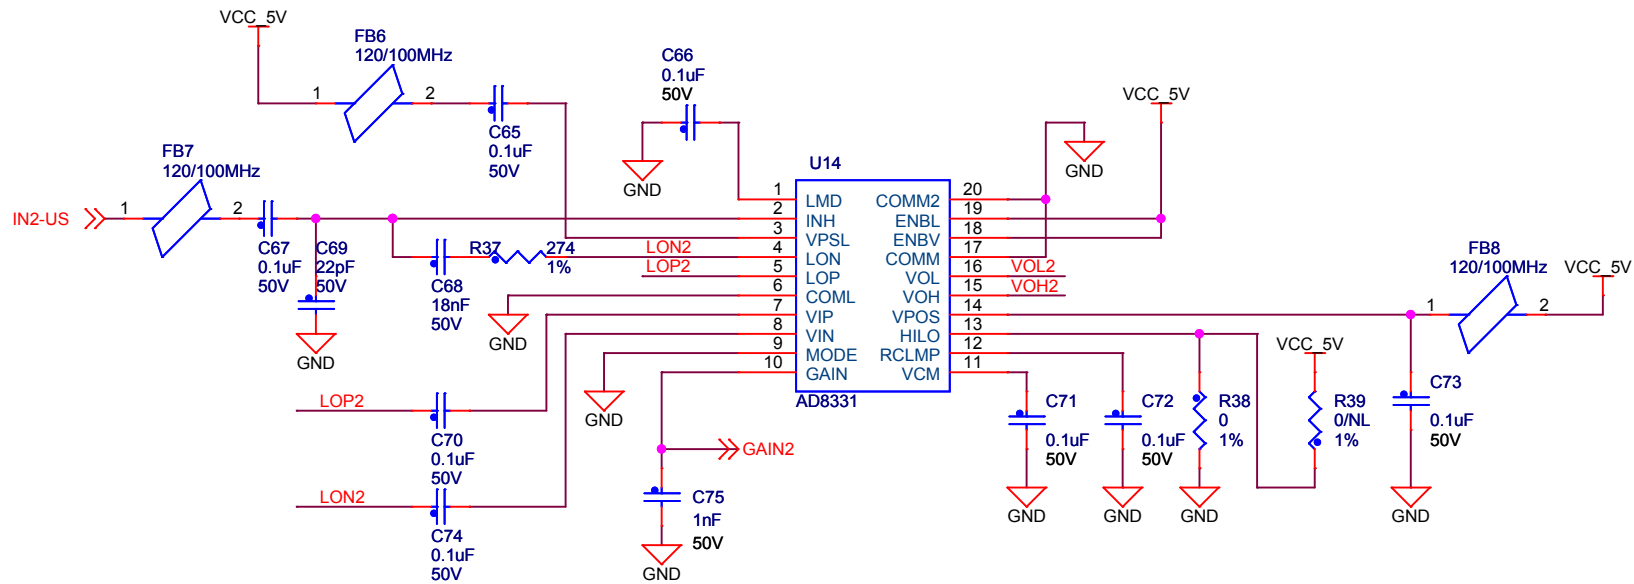 VCC_5V
FB6
120/100MHz
1
2
C65
0.1uF
50V
C66
0.1uF
50V
GND
VCC_5V
GND
FB7
120/100MHz
IN2-US
1
2
C67
0.1uF
50V
C69
22pF
50V
GND
C68
18nF
50V
R37
274
1%
LON2
LOP2
GND
U14
1
2
3
4
5
6
7
8
9
10
LMD
INH
VPSL
LON
LOP
COML
VIP
VIN
MODE
GAIN
COMM2
ENBL
ENBV
COMM
VOL
VOH
VPOS
HILO
RCLMP
VCM
20
19
18
17
16
15
14
13
12
11
AD8331
VOL2
VOH2
FB8
120/100MHz
1
2
VCC_5V
GND
LOP2
C70
0.1uF
50V
LON2
C74
0.1uF
50V
GAIN2
C75
1nF
50V
GND
C71
0.1uF
50V
GND
C72
0.1uF
50V
GND
R38
0
1%
GND
VCC_5V
R39
0/NL
1%
C73
0.1uF
50V
GND